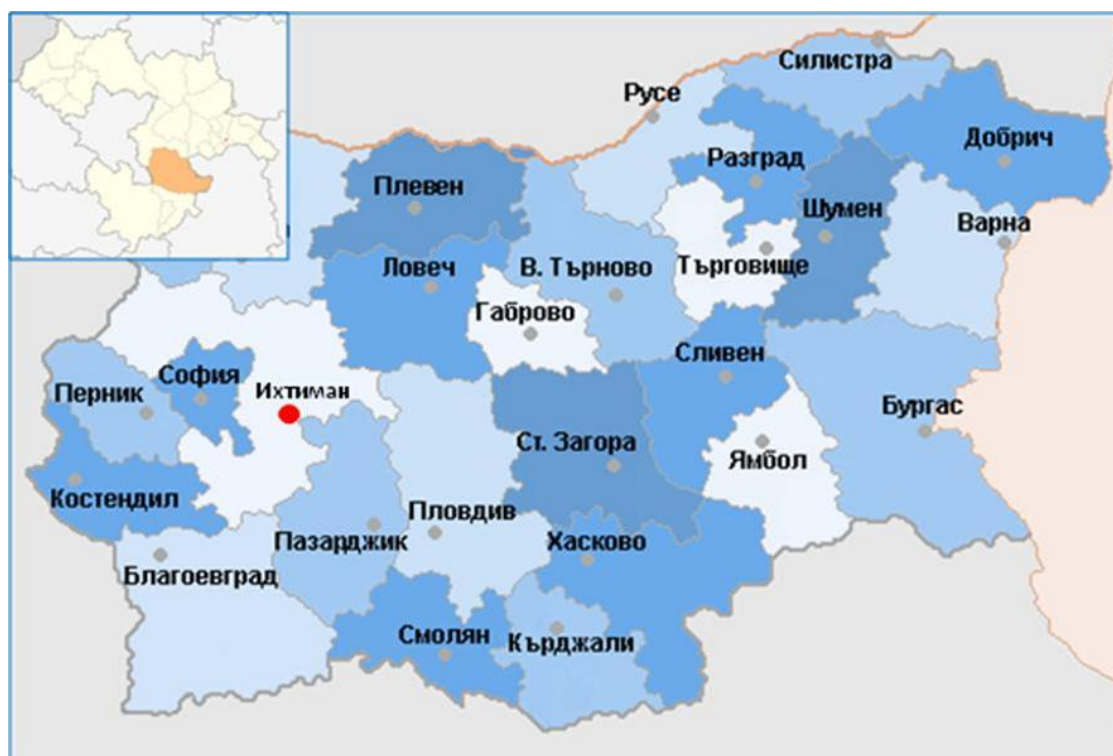 Силистра
Русе
Добрич
Разград
Плевен
Шумен
Варна
Ловеч
В. Търново
Търговище
Габрово
Сливен
София
Перник
Ихтиман
Бургас
Ст. Загора
Ямбол
Костендил
Пловдив
Пазарджик
Хасково
Благоевград
Смолян
Кърджали